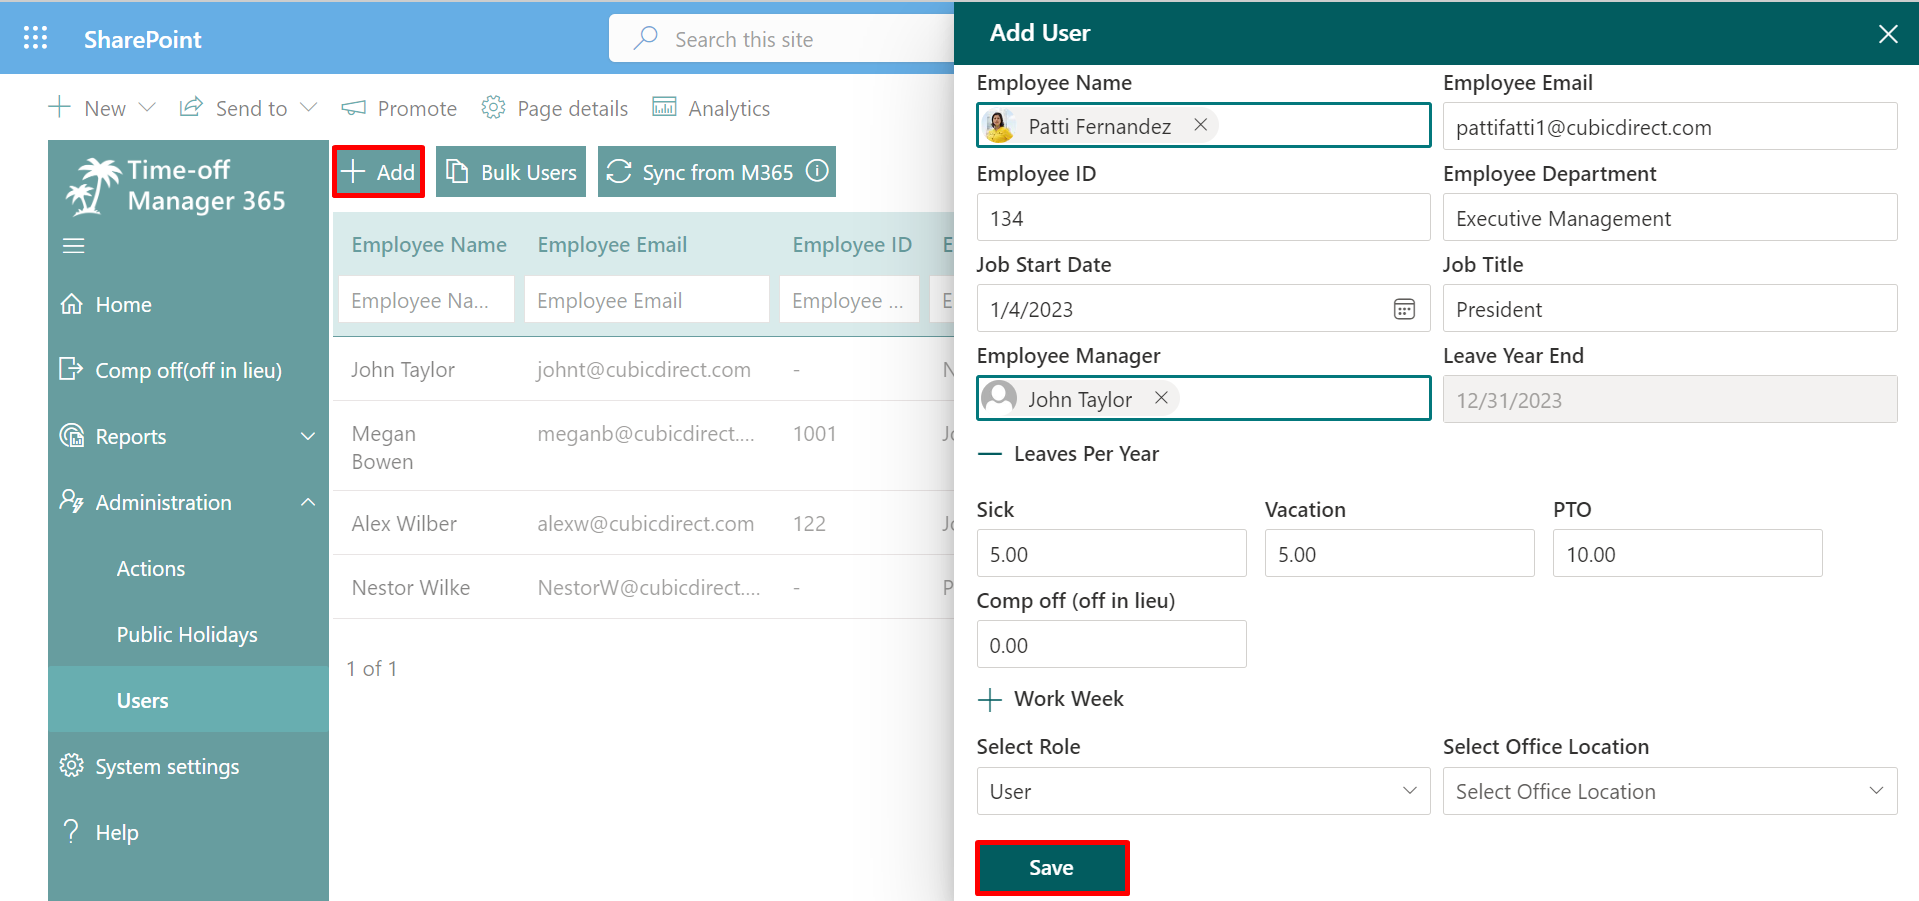 SharePoint
Search this site
New
Send to
Promote
Page details
Analytics
Time-off
Manager 365
Home
Comp off(off in lieu)
Reports
Administration
Actions
Public Holidays
Users
System settings
Help
Add
Bulk Users
Sync from M365
Employee Name Employee Email Employee ID E
Employee Na... Employee Email Employee ... E
John Taylor johnt@cubicdirect.com - N
Megan
Bowen meganb@cubicdirect.... 1001
Alex Wilber alexw@cubicdirect.com 122
Nestor Wilke NestorW@cubicdirect.... - P
1 of 1
Add User
Employee Name Employee Email
Patti Fernandez pattifatti1@cubicdirect.com
Employee ID Employee Department
134 Executive Management
Job Start Date Job Title
1/4/2023 President
Employee Manager Leave Year End
John Taylor 12/31/2023
Leaves Per Year
Sick Vacation PTO
5.00 5.00 10.00
Comp off (off in lieu)
0.00
Work Week
Select Role Select Office Location
User Select Office Location
Save